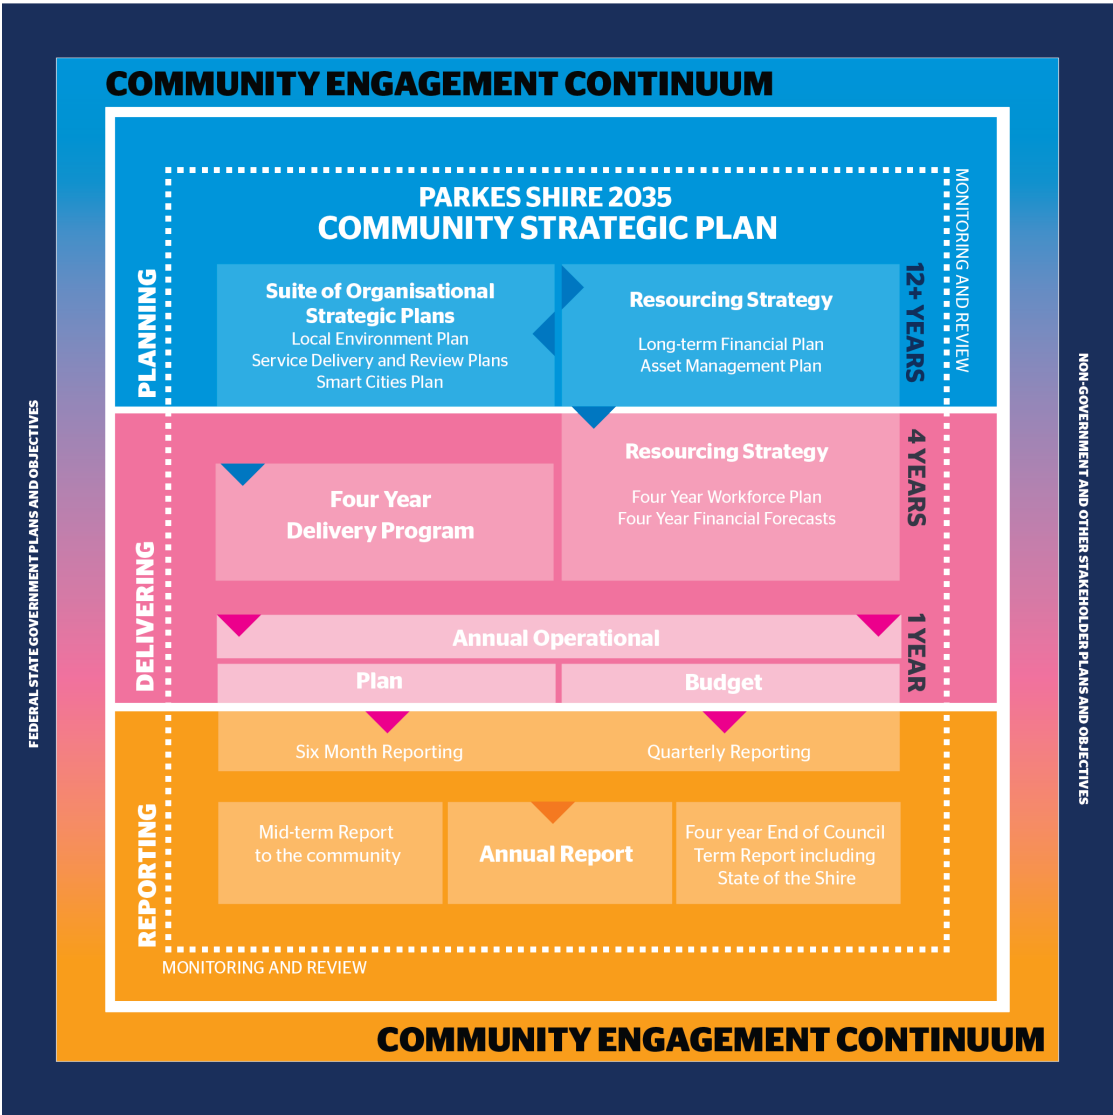 COMMUNITY ENGAGEMENT CONTINUUM
PARKES SHIRE 2035
COMMUNITY STRATEGIC PLAN
MONITORING AND REVIEW
PLANNING
12+ YEARS
Suite of Organisational
Strategic Plans
Local Environment Plan
Service Delivery and Review Plans
Smart Cities Plan
Resourcing Strategy
Long-term Financial Plan
Asset Management Plan
FEDERAL STATE GOVERNMENT PLANS AND OBJECTIVES
NON-GOVERNMENT AND OTHER STAKEHOLDER PLANS AND OBJECTIVES
DELIVERING
4 YEARS
Four Year
Delivery Program
Resourcing Strategy
Four Year Workforce Plan
Four Year Financial Forecasts
1 YEAR
Annual Operational
Plan
Budget
REPORTING
Six Month Reporting
Quarterly Reporting
Mid-term Report
to the community
Annual Report
Four year End of Council
Term Report including
State of the Shire
MONITORING AND REVIEW
COMMUNITY ENGAGEMENT CONTINUUM